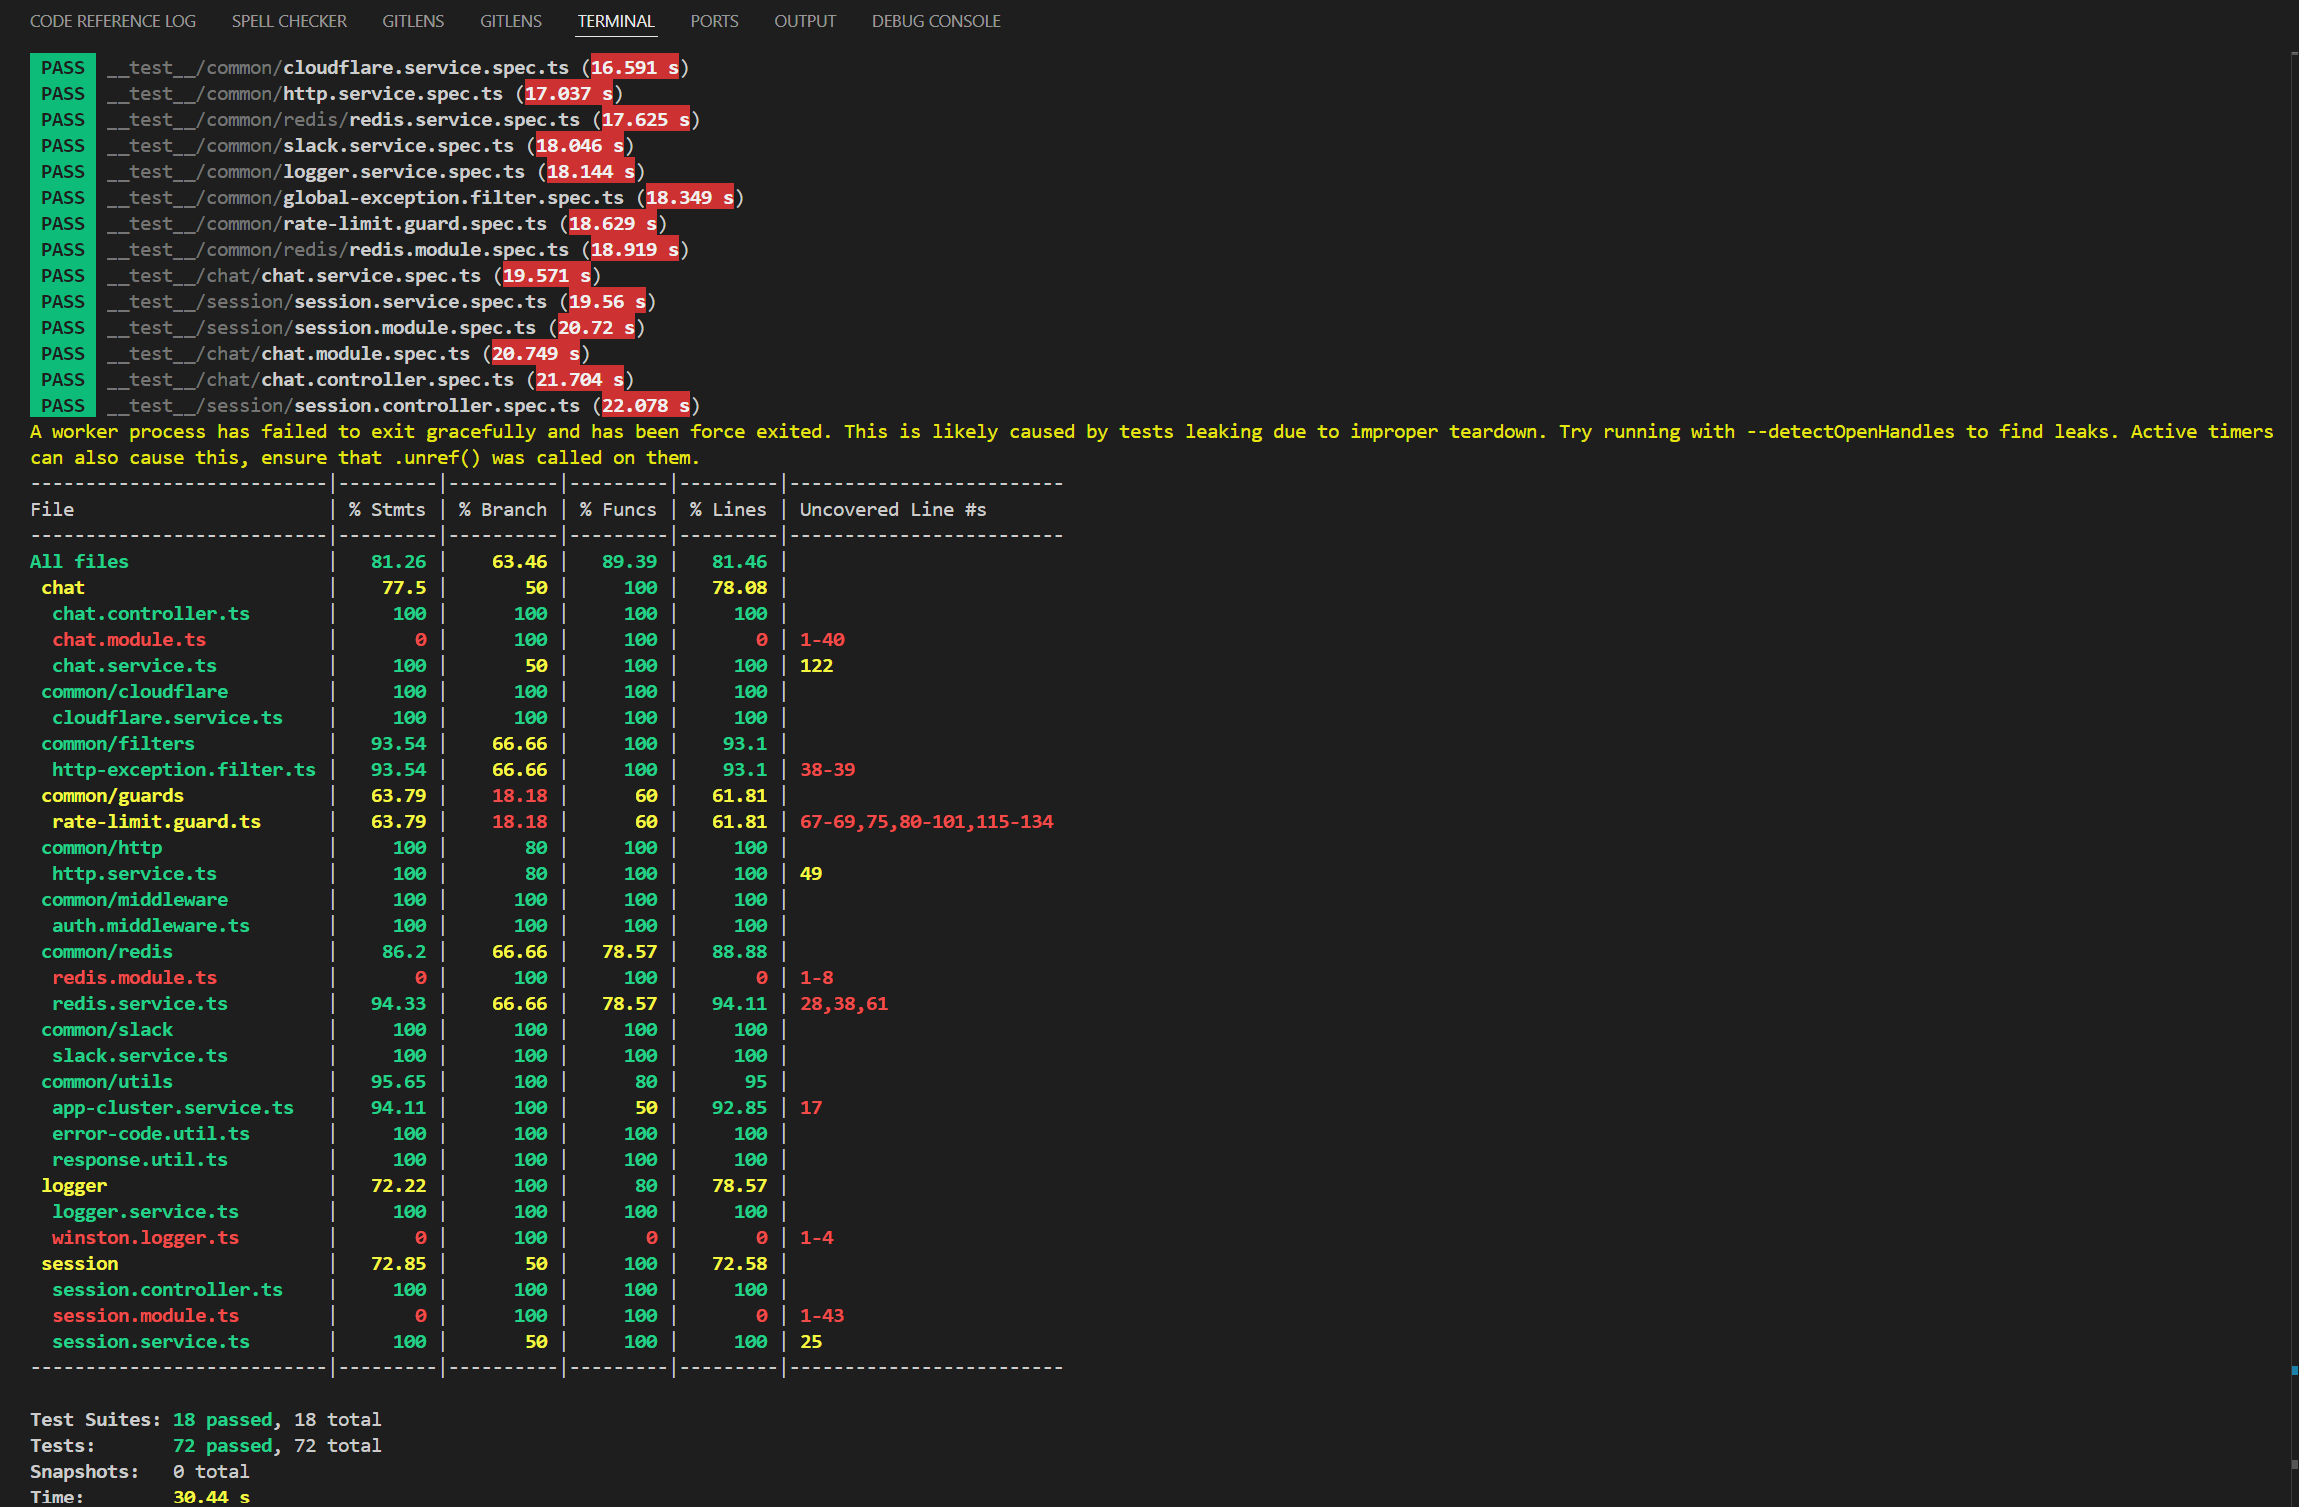 CODE REFERENCE LOG SPELL CHECKER GITLENS GITLENS TERMINAL PORTS OUTPUT DEBUG CONSOLE
PASS __test__/common/cloudflare.service.spec.ts (16.591 s)
PASS __test__/common/http.service.spec.ts (17.037 s)
PASS __test__/common/redis/redis.service.spec.ts (17.625 s)
PASS __test__/common/slack.service.spec.ts (18.046 s)
PASS __test__/common/logger.service.spec.ts (18.144 s)
PASS __test__/common/global-exception.filter.spec.ts (18.349 s)
PASS __test__/common/rate-limit.guard.spec.ts (18.629 s)
PASS __test__/common/redis/redis.module.spec.ts (18.919 s)
PASS __test__/chat/chat.service.spec.ts (19.571 s)
PASS __test__/session/session.service.spec.ts (19.56 s)
PASS __test__/session/session.module.spec.ts (20.72 s)
PASS __test__/chat/chat.module.spec.ts (20.749 s)
PASS __test__/chat/chat.controller.spec.ts (21.704 s)
PASS __test__/session/session.controller.spec.ts (22.078 s)
A worker process has failed to exit gracefully and has been force exited. This is likely caused by tests leaking due to improper teardown. Try running with --detectOpenHandles to find leaks. Active timers
can also cause this, ensure that .unref() was called on them.
---------------------------|---------|----------|---------|---------|-------------------------
File                       | % Stmts | % Branch | % Funcs | % Lines | Uncovered Line #s
---------------------------|---------|----------|---------|---------|-------------------------
All files                  |   81.26 |    63.46 |   89.39 |   81.46 |
 chat                      |    77.5 |       50 |     100 |   78.08 |
  chat.controller.ts       |     100 |      100 |     100 |     100 |
  chat.module.ts           |       0 |      100 |     100 |       0 | 1-40
  chat.service.ts          |     100 |       50 |     100 |     100 | 122
 common/cloudflare         |     100 |      100 |     100 |     100 |
  cloudflare.service.ts    |     100 |      100 |     100 |     100 |
 common/filters            |   93.54 |    66.66 |     100 |    93.1 |
  http-exception.filter.ts |   93.54 |    66.66 |     100 |    93.1 | 38-39
 common/guards             |   63.79 |    18.18 |      60 |   61.81 |
  rate-limit.guard.ts      |   63.79 |    18.18 |      60 |   61.81 | 67-69,75,80-101,115-134
 common/http               |     100 |       80 |     100 |     100 |
  http.service.ts          |     100 |       80 |     100 |     100 | 49
 common/middleware         |     100 |      100 |     100 |     100 |
  auth.middleware.ts       |     100 |      100 |     100 |     100 |
 common/redis              |    86.2 |    66.66 |   78.57 |   88.88 |
  redis.module.ts          |       0 |      100 |     100 |       0 | 1-8
  redis.service.ts         |   94.33 |    66.66 |   78.57 |   94.11 | 28,38,61
 common/slack              |     100 |      100 |     100 |     100 |
  slack.service.ts         |     100 |      100 |     100 |     100 |
 common/utils              |   95.65 |      100 |      80 |      95 |
  app-cluster.service.ts   |   94.11 |      100 |      50 |   92.85 | 17
  error-code.util.ts       |     100 |      100 |     100 |     100 |
  response.util.ts         |     100 |      100 |     100 |     100 |
 logger                    |   72.22 |      100 |      80 |   78.57 |
  logger.service.ts        |     100 |      100 |     100 |     100 |
  winston.logger.ts        |       0 |      100 |       0 |       0 | 1-4
 session                   |   72.85 |       50 |     100 |   72.58 |
  session.controller.ts    |     100 |      100 |     100 |     100 |
  session.module.ts        |       0 |      100 |     100 |       0 | 1-43
  session.service.ts       |     100 |       50 |     100 |     100 | 25
---------------------------|---------|----------|---------|---------|-------------------------
Test Suites: 18 passed, 18 total
Tests:       72 passed, 72 total
Snapshots:   0 total
Time:        30.44 s